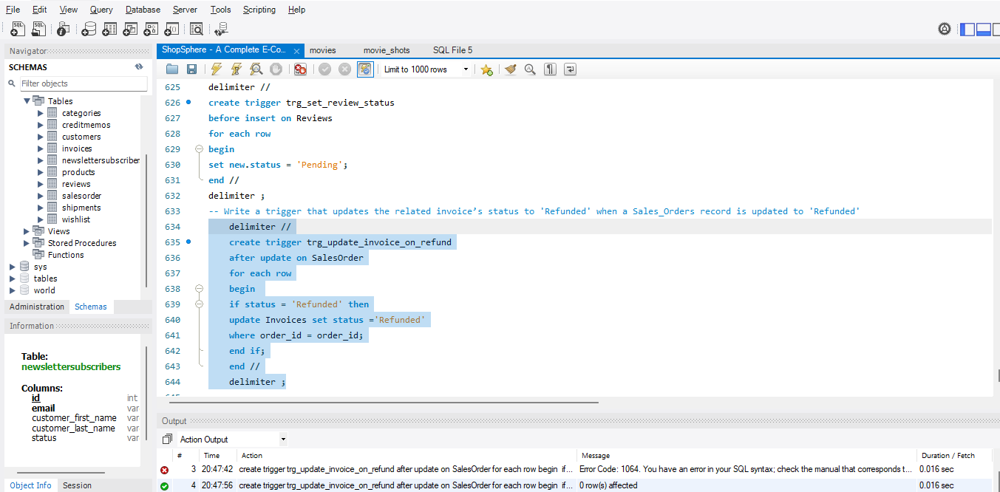 File Edit View Query Database Server Tools Scripting Help
Navigator
SCHEMAS
Filter objects
Tables
categories
creditmemos
customers
invoices
newslettersubscriber
products
reviews
salesorder
shipments
wishlist
Views
Stored Procedures
Functions
sys
tables
world
Administration Schemas
Information
Table:
newslettersubscribers
Columns:
id int
email var
customer_first_name var
customer_last_name var
status var
Object Info Session
ShopSphere - A Complete E-Co... movies movie_shots SQL File 5
Limit to 1000 rows
625 delimiter //
626 create trigger trg_set_review_status
627 before insert on Reviews
628 for each row
629 begin
630 set new.status = 'Pending';
631 end //
632 delimiter ;
633 -- Write a trigger that updates the related invoice’s status to 'Refunded' when a Sales_Orders record is updated to 'Refunded'
634 delimiter //
635 create trigger trg_update_invoice_on_refund
636 after update on SalesOrder
637 for each row
638 begin
639 if status = 'Refunded' then
640 update Invoices set status ='Refunded'
641 where order_id = order_id;
642 end if;
643 end //
644 delimiter ;
Output
Action Output
# Time Action Message Duration / Fetch
3 20:47:42 create trigger trg_update_invoice_on_refund after update on SalesOrder for each row begin if... Error Code: 1064. You have an error in your SQL syntax; check the manual that corresponds t... 0.016 sec
4 20:47:56 create trigger trg_update_invoice_on_refund after update on SalesOrder for each row begin if... 0 row(s) affected 0.016 sec